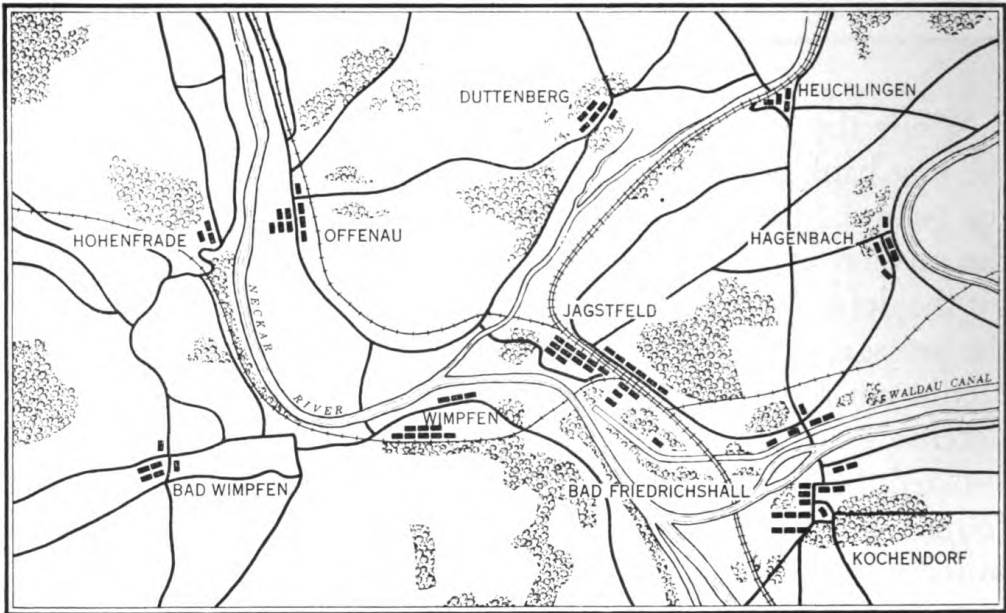 DUTTENBERG
HEUCHLINGEN
HOHENFRADE
OFFENAU
HAGENBACH
NECKAR
RIVER
JAGSTFELD
WIMPFEN
WALDAU CANAL
BAD WIMPFEN
BAD FRIEDRICHSHALL
KOCHENDORF